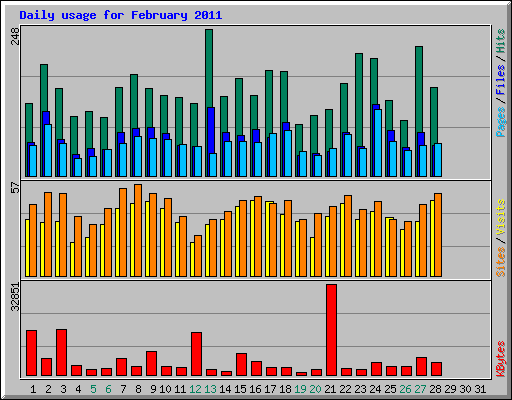 Daily usage for February 2011
248
Pages / Files / Hits
57
Sites / Visits
32851
KBytes
1 2 3 4 5 6 7 8 9 10 11 12 13 14 15 16 17 18 19 20 21 22 23 24 25 26 27 28 29 30 31